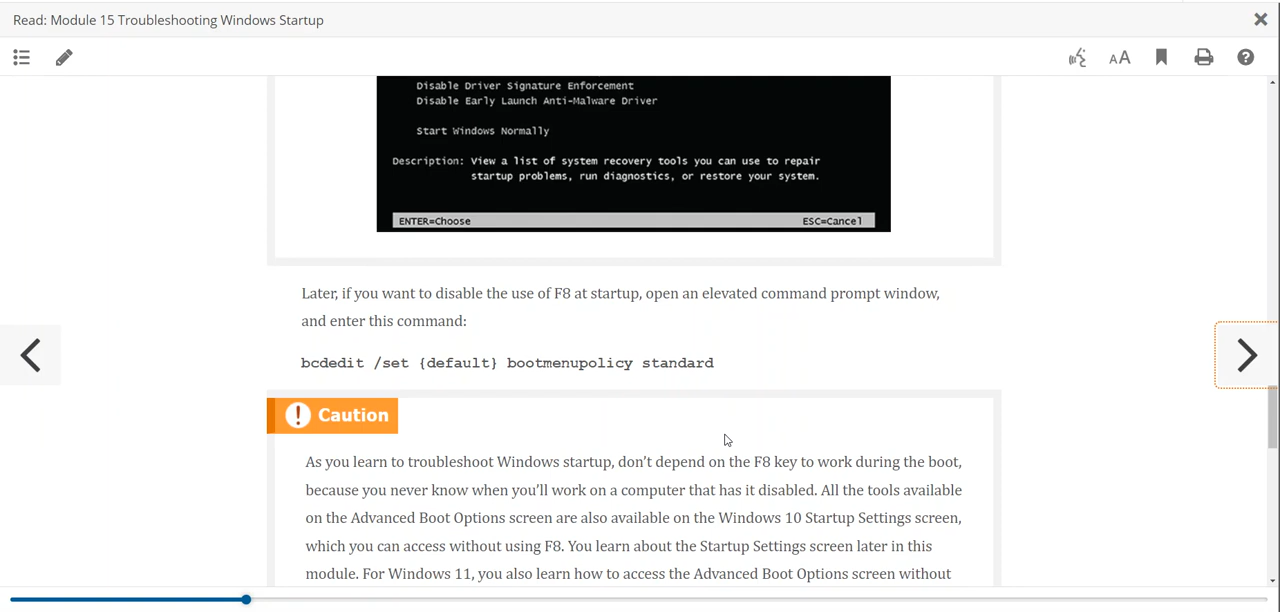 Read: Module 15 Troubleshooting Windows Startup
AA
Disable Driver Signature Enforcement
Disable Early Launch Anti-Malware Driver
Start Windows Normally
Description: View a list of system recovery tools you can use to repair
startup problems, run diagnostics, or restore your system.
ENTER=Choose ESC=Cancel
Later, if you want to disable the use of F8 at startup, open an elevated command prompt window,
and enter this command:
bcdedit /set {default} bootmenupolicy standard
! Caution
As you learn to troubleshoot Windows startup, don’t depend on the F8 key to work during the boot,
because you never know when you’ll work on a computer that has it disabled. All the tools available
on the Advanced Boot Options screen are also available on the Windows 10 Startup Settings screen,
which you can access without using F8. You learn about the Startup Settings screen later in this
module. For Windows 11, you also learn how to access the Advanced Boot Options screen without